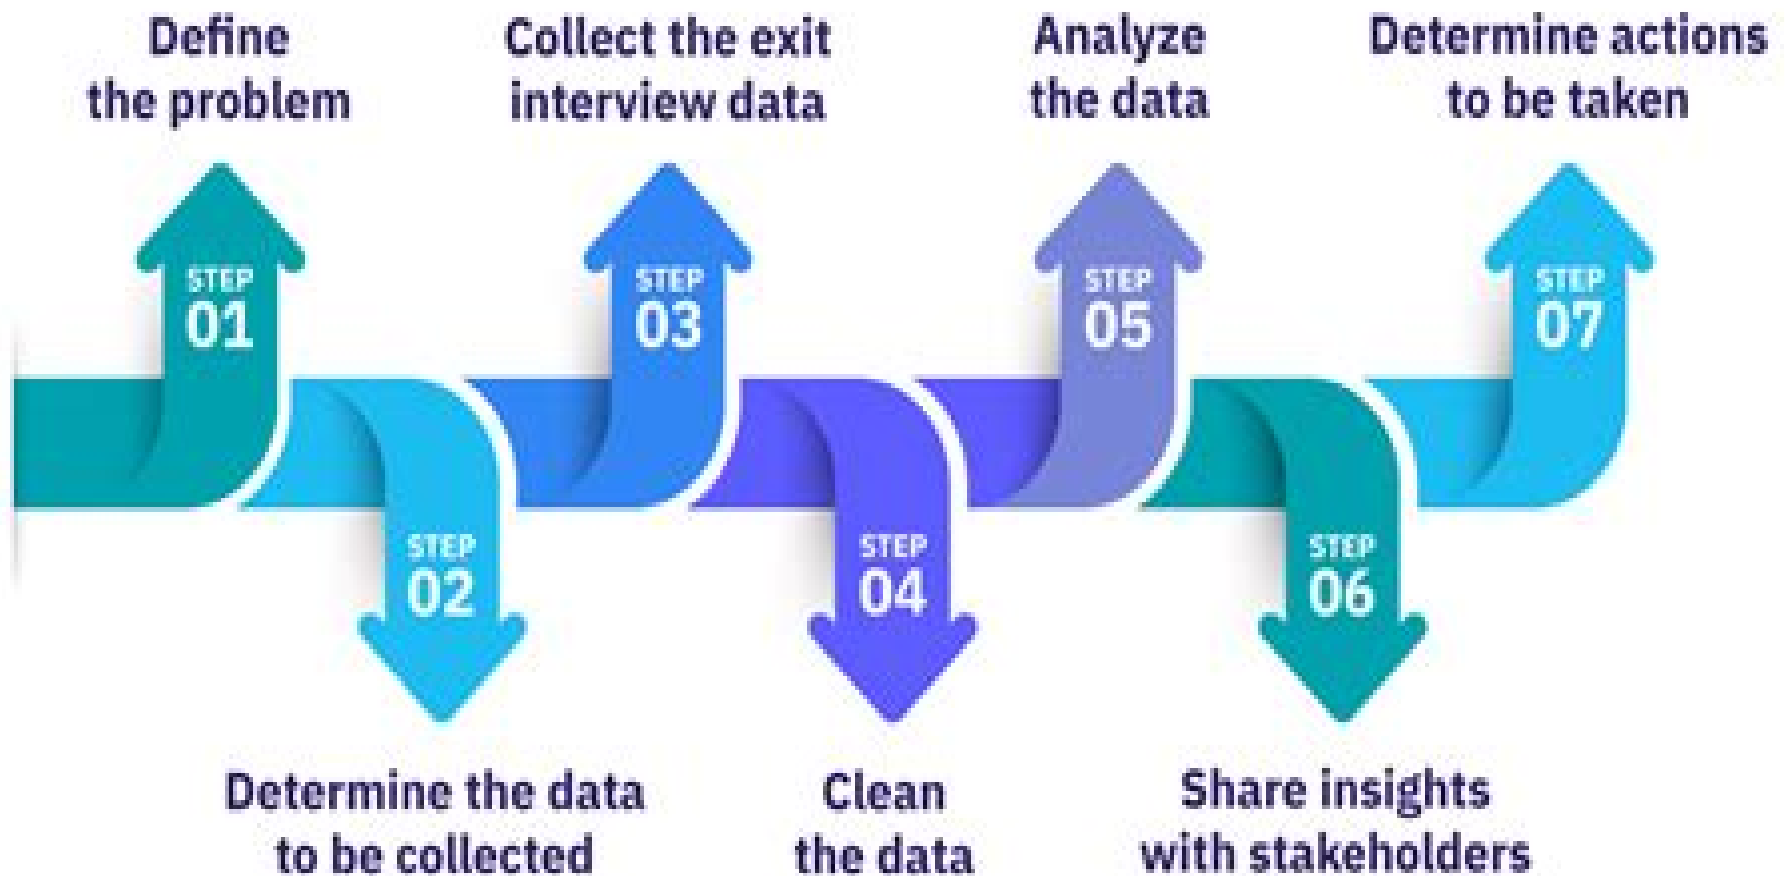 Define
the problem
STEP
01
STEP
02
Determine the data
to be collected
Collect the exit
interview data
STEP
03
STEP
04
Clean
the data
Analyze
the data
STEP
05
STEP
06
Share insights
with stakeholders
Determine actions
to be taken
STEP
07